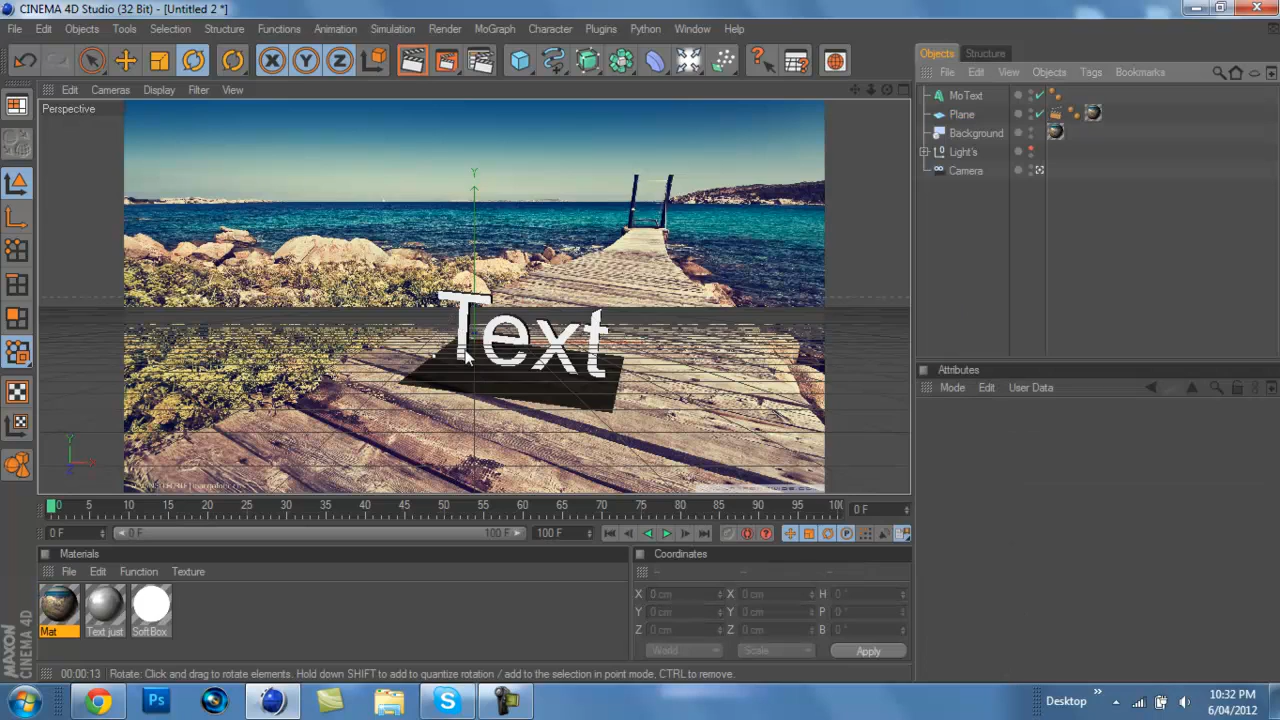 CINEMA 4D Studio (32 Bit) - [Untitled 2 *]
File Edit Objects Tools Selection Structure Functions Animation Simulation Render MoGraph Character Plugins Python Window Help
Objects Structure
File Edit View Objects Tags Bookmarks
Edit Cameras Display Filter View
Perspective
MoText
Plane
Background
Light's
Camera
Y
Text
Attributes
Mode Edit User Data
Y
0 5 10 15 20 25 30 35 40 45 50 55 60 65 70 75 80 85 90 95 100
0 F
0 F 0 F 100 F 100 F
Materials
File Edit Function Texture
Mat Text just SoftBox
Coordinates
-- -- --
X 0 cm X 0 cm H 0 °
Y 0 cm Y 0 cm P 0 °
Z 0 cm Z 0 cm B 0 °
World Scale Apply
MAXON
CINEMA 4D
00:00:13 Rotate: Click and drag to rotate elements. Hold down SHIFT to add to quantize rotation / add to the selection in point mode, CTRL to remove.
Desktop
10:32 PM
6/04/2012